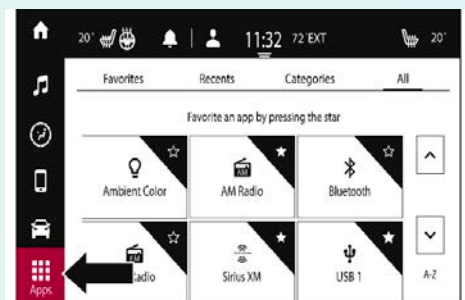 20° 11:32 72°EXT 20°
Favorites Recents Categories All
Favorite an app by pressing the star
Ambient Color AM AM Radio Bluetooth
Sirius XM USB 1 A-Z
Apps